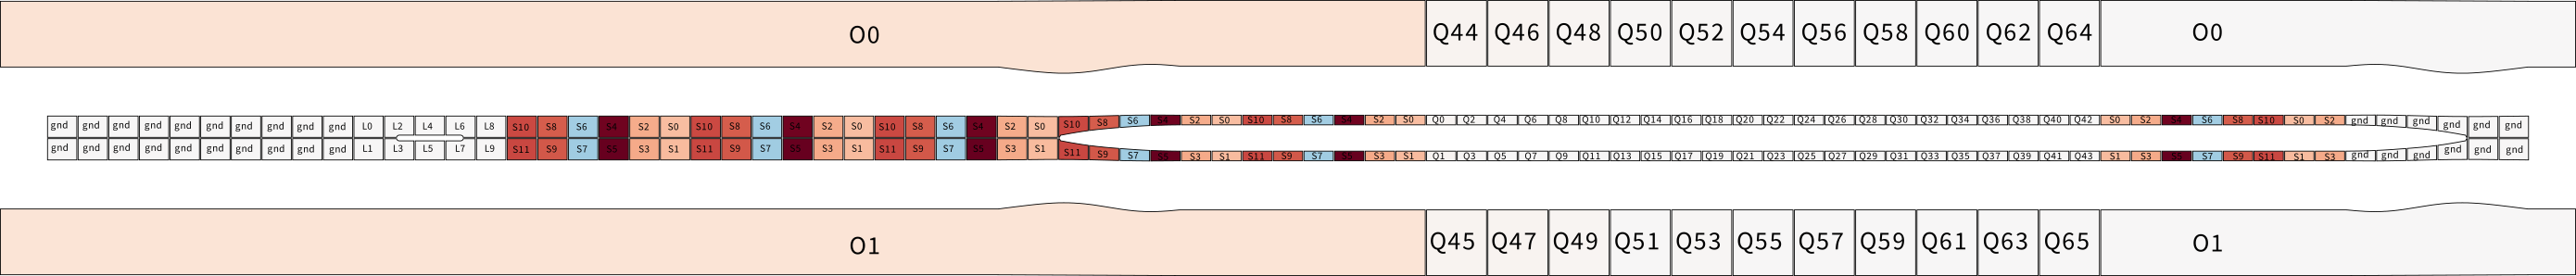 O0 Q44 Q46 Q48 Q50 Q52 Q54 Q56 Q58 Q60 Q62 Q64 O0
gnd gnd gnd gnd gnd gnd gnd gnd gnd gnd L0 L2 L4 L6 L8 S10 S8 S6 S4 S2 S0 S10 S8 S6 S4 S2 S0 S10 S8 S6 S4 S2 S0 S10 S8 S6 S4 S2 S0 S10 S8 S6 S4 S2 S0 Q0 Q2 Q4 Q6 Q8 Q10 Q12 Q14 Q16 Q18 Q20 Q22 Q24 Q26 Q28 Q30 Q32 Q34 Q36 Q38 Q40 Q42 S0 S2 S4 S6 S8 S10 S0 S2 gnd gnd gnd gnd gnd gnd
gnd gnd gnd gnd gnd gnd gnd gnd gnd gnd L1 L3 L5 L7 L9 S11 S9 S7 S5 S3 S1 S11 S9 S7 S5 S3 S1 S11 S9 S7 S5 S3 S1 S11 S9 S7 S5 S3 S1 S11 S9 S7 S5 S3 S1 Q1 Q3 Q5 Q7 Q9 Q11 Q13 Q15 Q17 Q19 Q21 Q23 Q25 Q27 Q29 Q31 Q33 Q35 Q37 Q39 Q41 Q43 S1 S3 S5 S7 S9 S11 S1 S3 gnd gnd gnd gnd gnd gnd
O1 Q45 Q47 Q49 Q51 Q53 Q55 Q57 Q59 Q61 Q63 Q65 O1